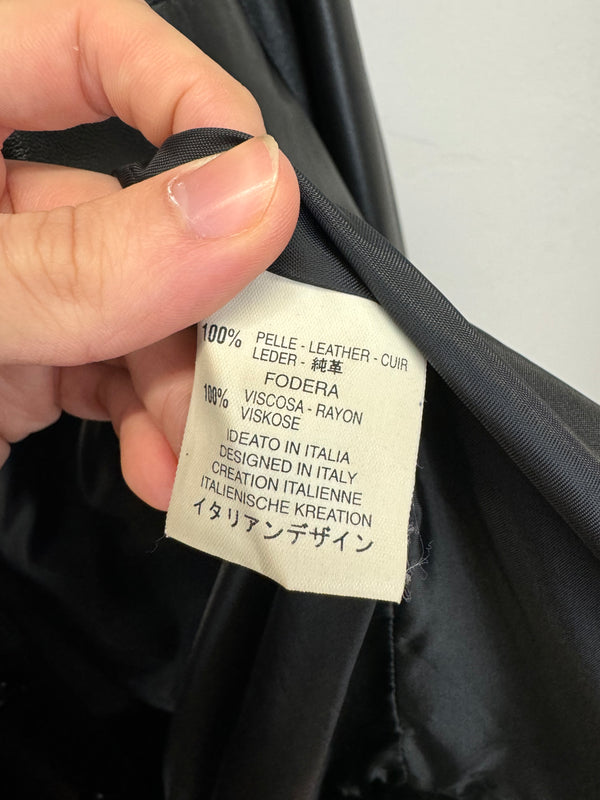 100% PELLE - LEATHER - CUIR
LEDER - 純革
FODERA
100% VISCOSA - RAYON
VISKOSE
IDEATO IN ITALIA
DESIGNED IN ITALY
CREATION ITALIENNE
ITALIENISCHE KREATION
イタリアンデザイン